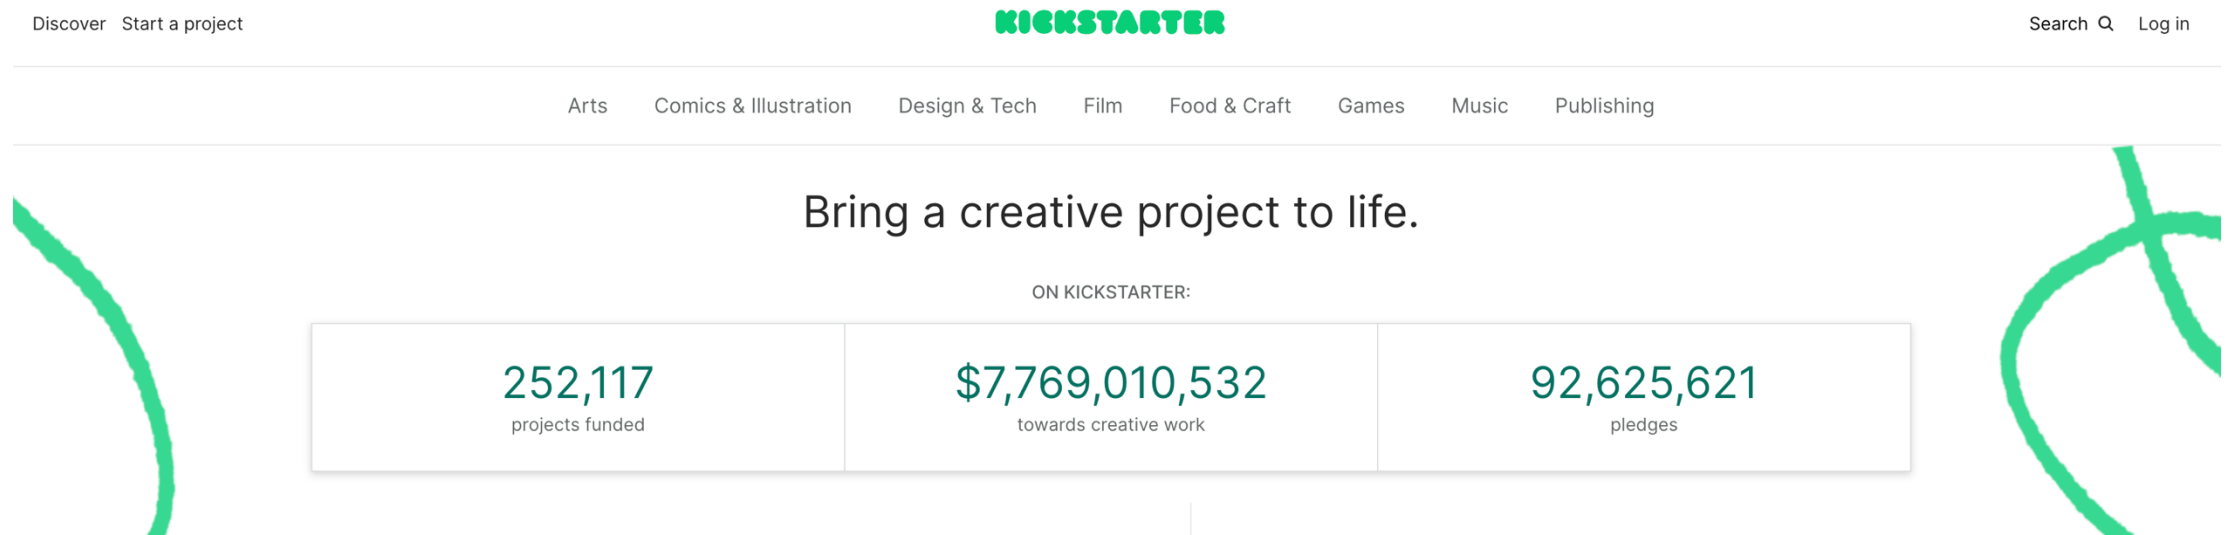 Discover Start a project KICKSTARTER Search Log in
Arts Comics & Illustration Design & Tech Film Food & Craft Games Music Publishing
Bring a creative project to life.
ON KICKSTARTER:
252,117 $7,769,010,532 92,625,621
projects funded towards creative work pledges